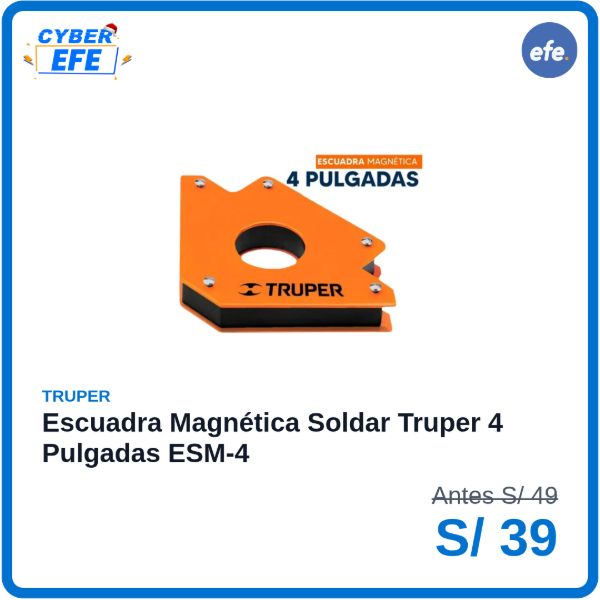 CYBER
EFE
efe.
ESCUADRA MAGNÉTICA
4 PULGADAS
TRUPER
TRUPER
Escuadra Magnética Soldar Truper 4
Pulgadas ESM-4
Antes S/ 49
S/ 39